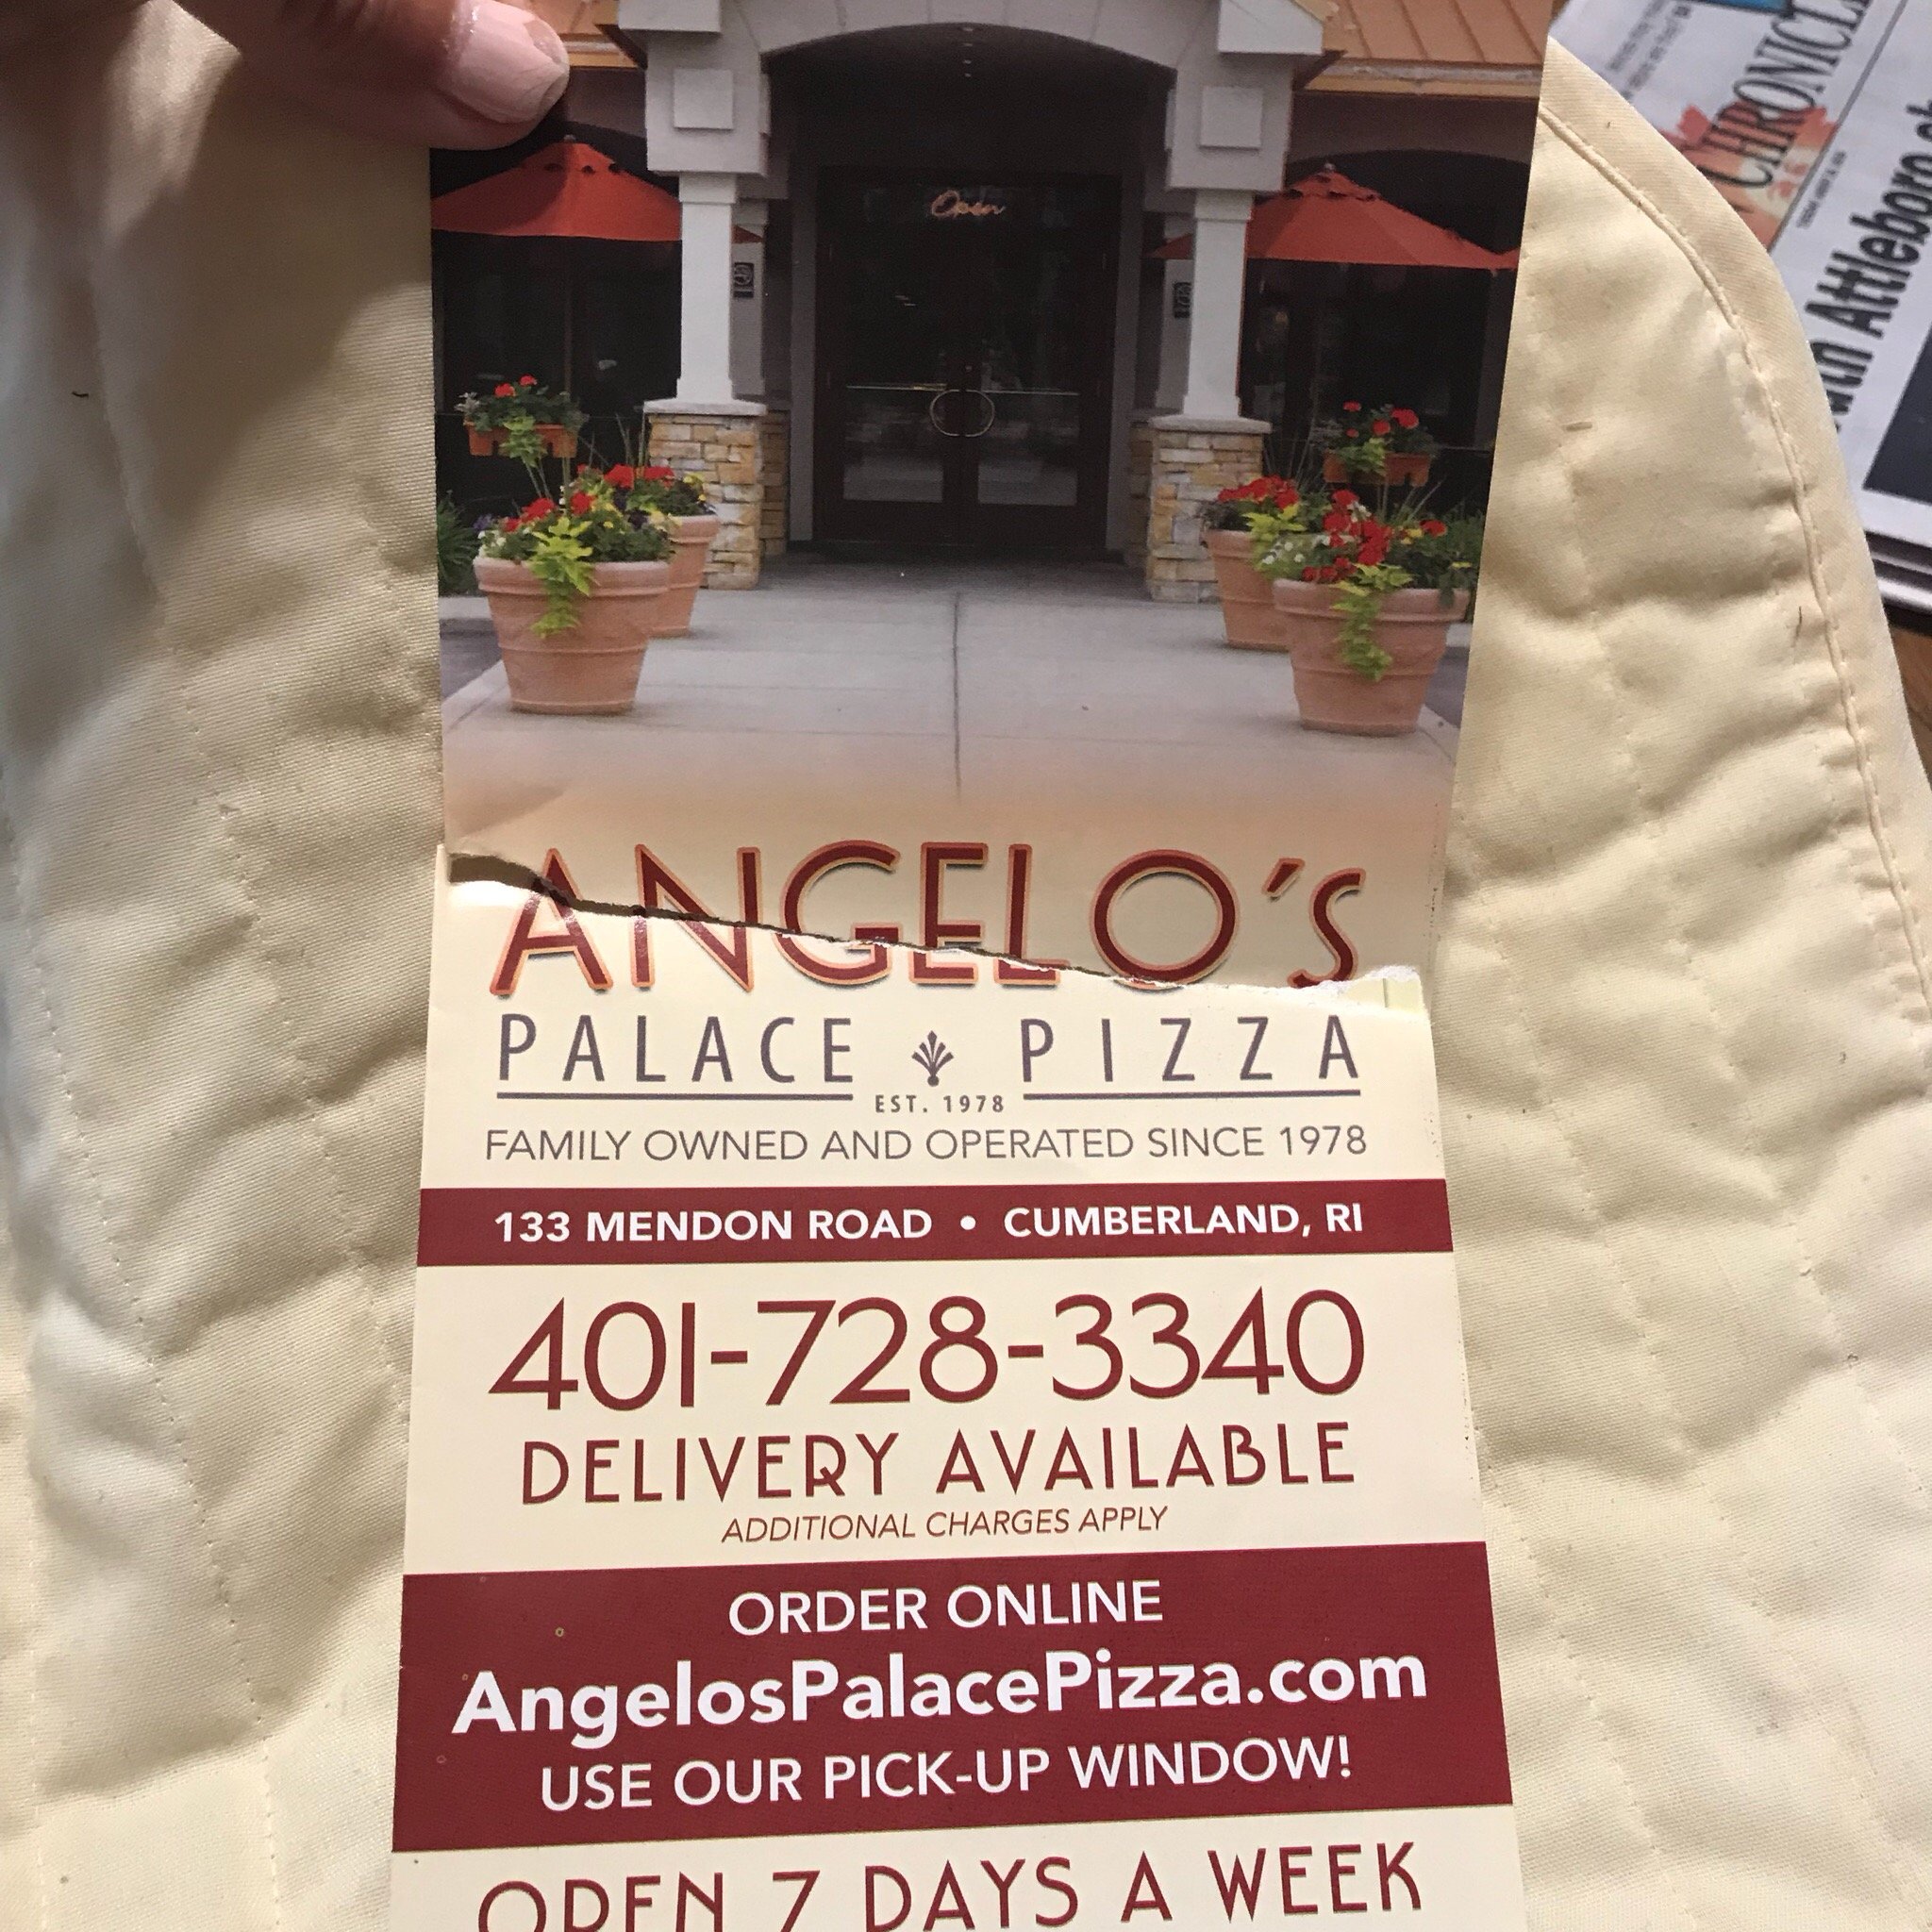 Open
ANGELO'S
PALACE PIZZA
EST. 1978
FAMILY OWNED AND OPERATED SINCE 1978
133 MENDON ROAD • CUMBERLAND, RI
401-728-3340
DELIVERY AVAILABLE
ADDITIONAL CHARGES APPLY
ORDER ONLINE
AngelosPalacePizza.com
USE OUR PICK-UP WINDOW!
OPEN 7 DAYS A WEEK
CHRONICLE
Attleboro